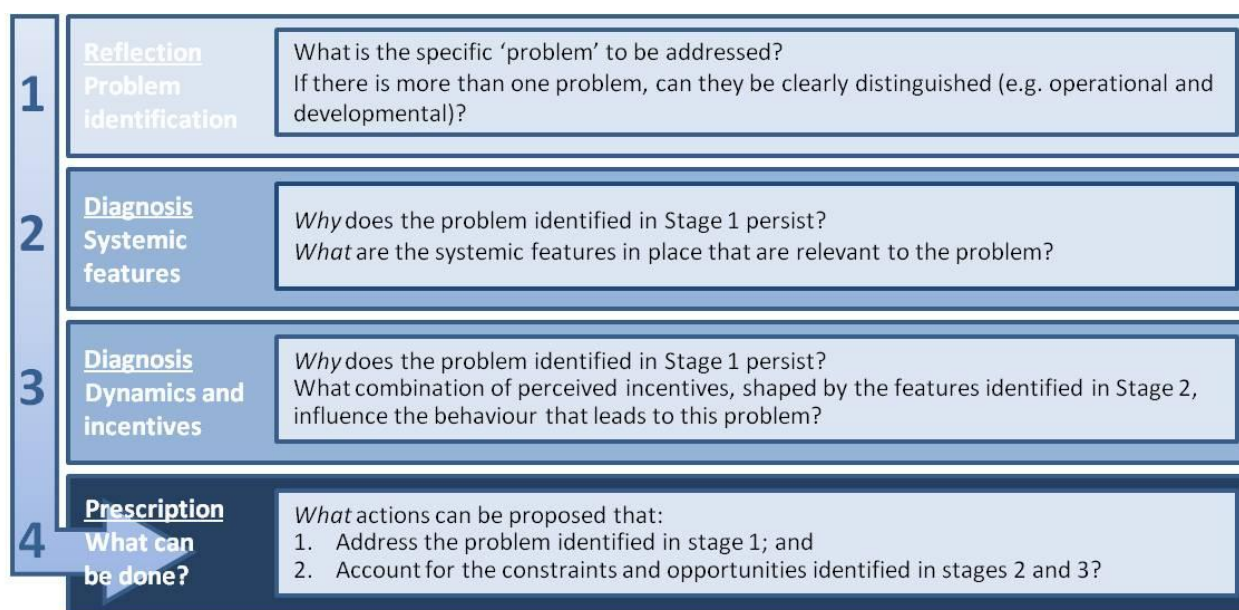 1
Reflection
Problem
identification
What is the specific ‘problem’ to be addressed?
If there is more than one problem, can they be clearly distinguished (e.g. operational and
developmental)?
2
Diagnosis
Systemic
features
Why does the problem identified in Stage 1 persist?
What are the systemic features in place that are relevant to the problem?
3
Diagnosis
Dynamics and
incentives
Why does the problem identified in Stage 1 persist?
What combination of perceived incentives, shaped by the features identified in Stage 2,
influence the behaviour that leads to this problem?
4
Prescription
What can
be done?
What actions can be proposed that:
1. Address the problem identified in stage 1; and
2. Account for the constraints and opportunities identified in stages 2 and 3?